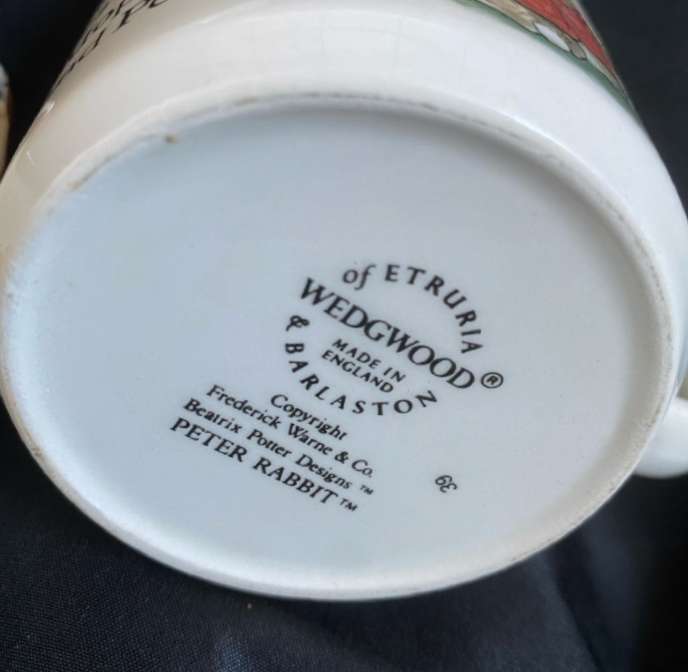 of ETRURIA
WEDGWOOD®
MADE IN
ENGLAND
& BARLASTON
Copyright
Frederick Warne & Co.
Beatrix Potter Designs ™
PETER RABBIT™
39